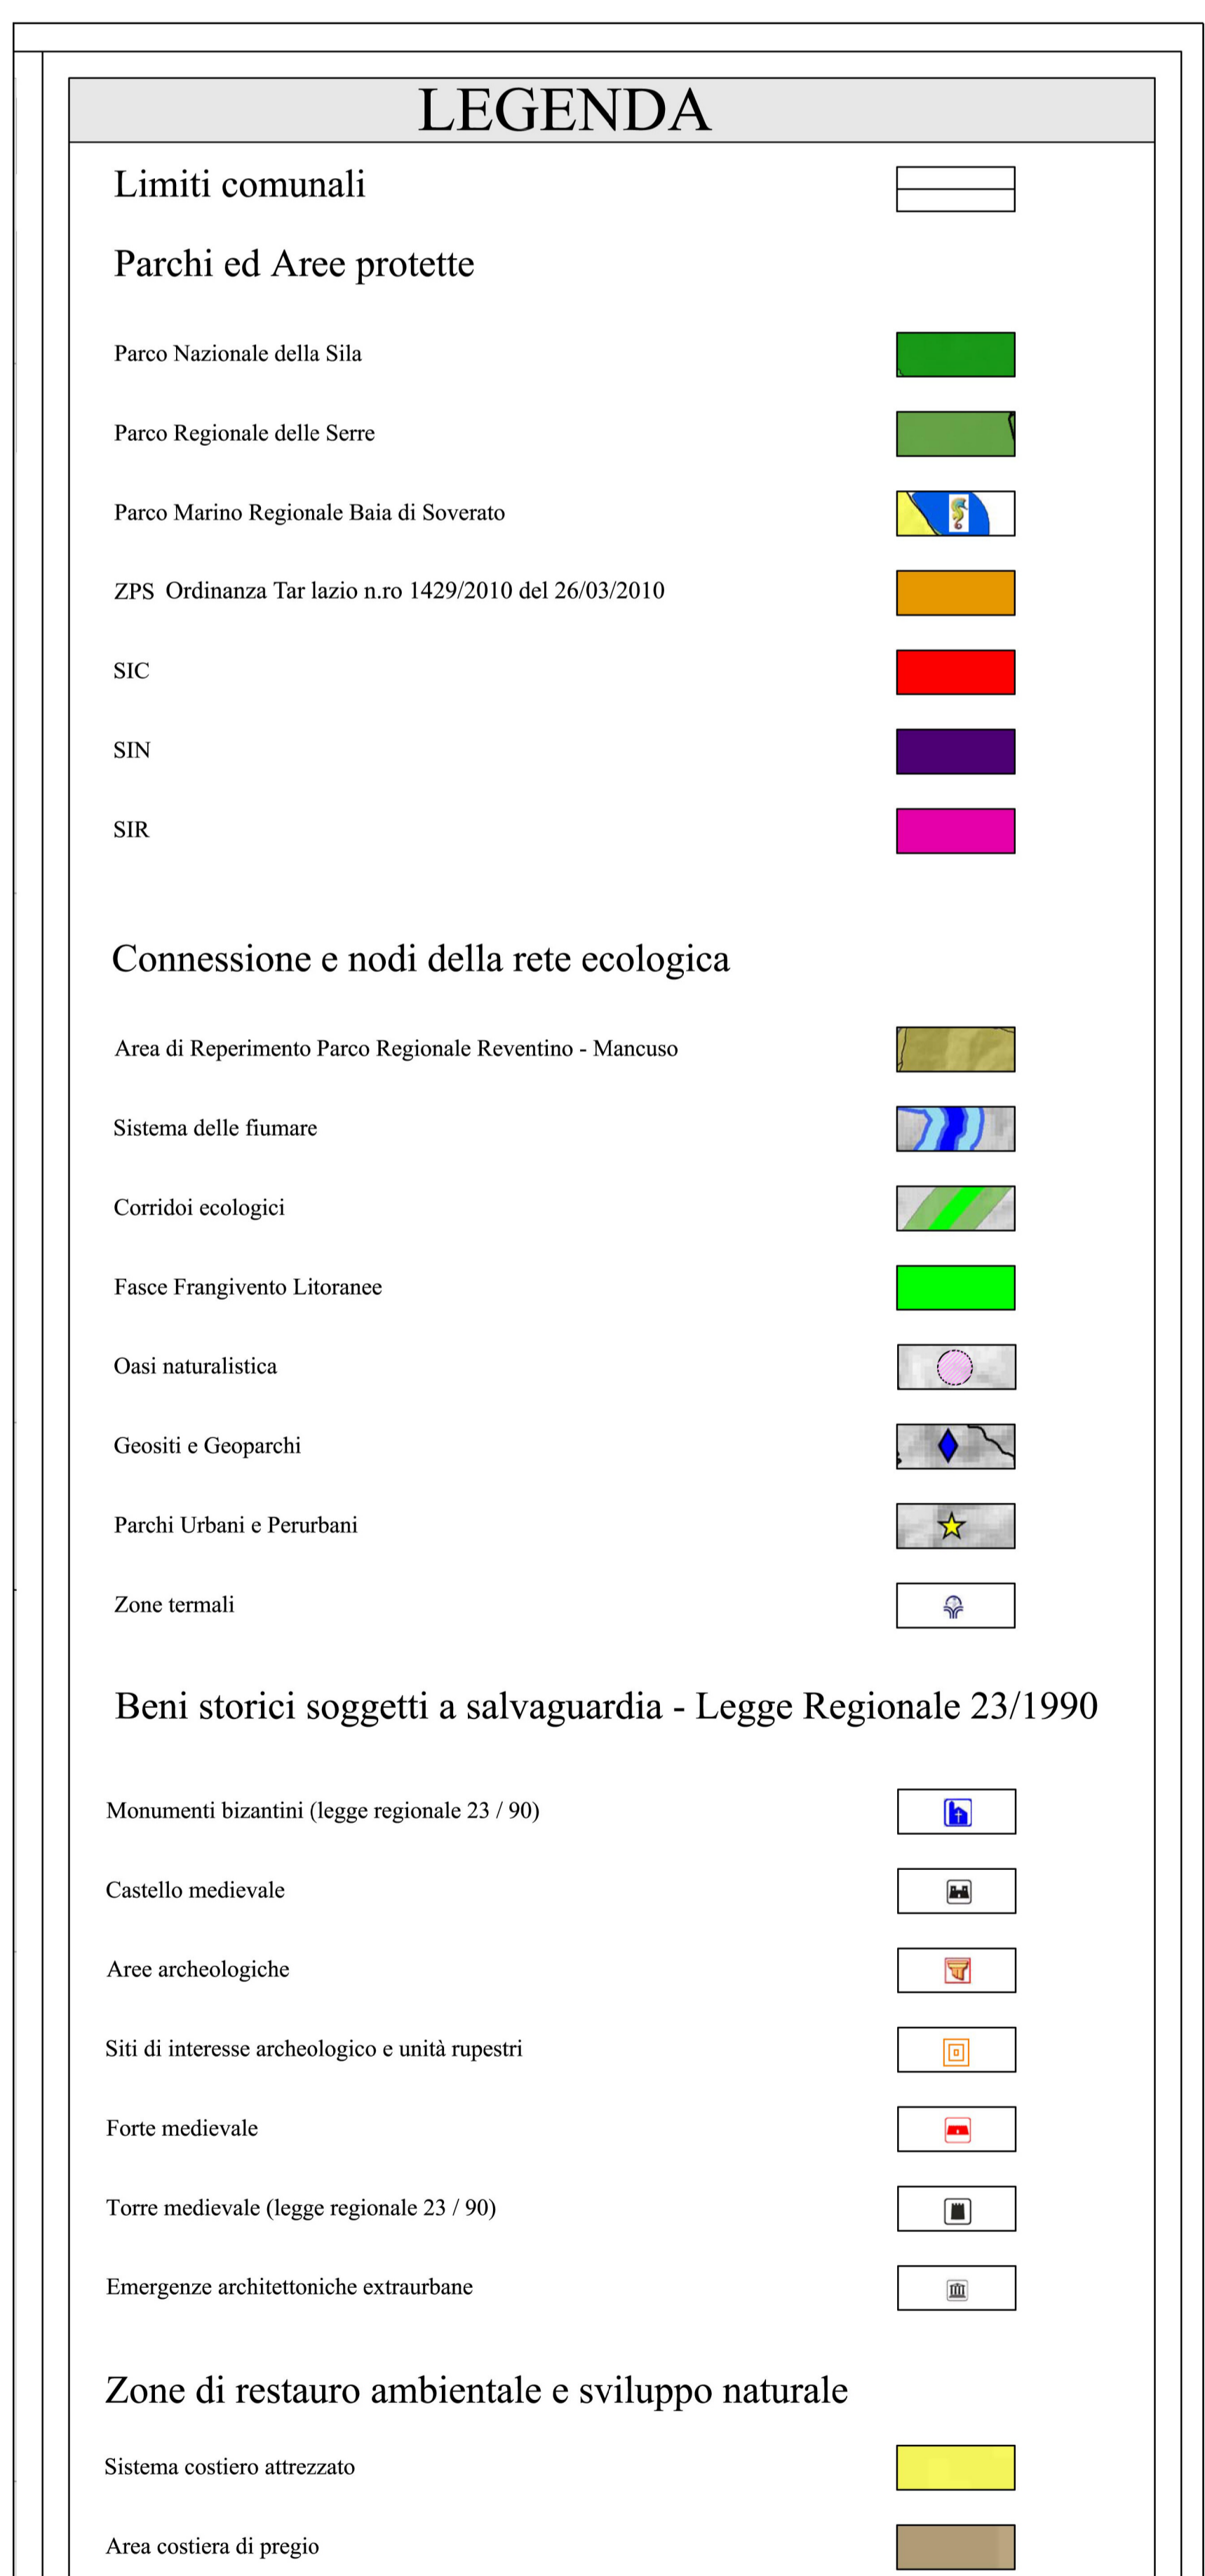 LEGENDA
Limiti comunali
Parchi ed Aree protette
Parco Nazionale della Sila
Parco Regionale delle Serre
Parco Marino Regionale Baia di Soverato
ZPS Ordinanza Tar lazio n.ro 1429/2010 del 26/03/2010
SIC
SIN
SIR
Connessione e nodi della rete ecologica
Area di Reperimento Parco Regionale Reventino - Mancuso
Sistema delle fiumare
Corridoi ecologici
Fasce Frangivento Litoranee
Oasi naturalistica
Geositi e Geoparchi
Parchi Urbani e Perurbani
Zone termali
Beni storici soggetti a salvaguardia - Legge Regionale 23/1990
Monumenti bizantini (legge regionale 23 / 90)
Castello medievale
Aree archeologiche
Siti di interesse archeologico e unità rupestri
Forte medievale
Torre medievale (legge regionale 23 / 90)
Emergenze architettoniche extraurbane
Zone di restauro ambientale e sviluppo naturale
Sistema costiero attrezzato
Area costiera di pregio